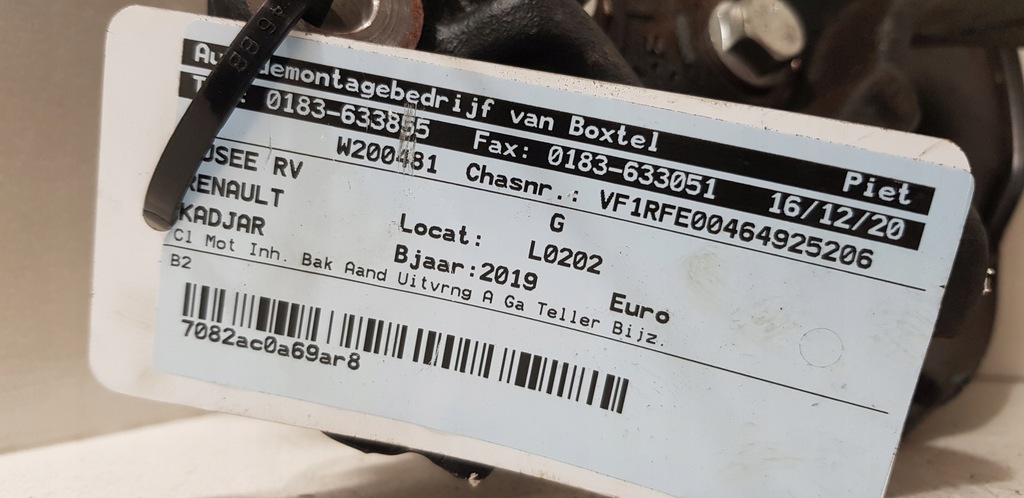 demontagebedrijf van Boxtel Piet
0183-633855 Fax: 0183-633051 16/12/20
W200481 Chasnr.: VF1RFE00464925206
USEE RV G
RENAULT Locat: L0202
KADJAR Bjaar:2019 Euro
Cl Mot Inh. Bak Aand Uitvrng A Ga Teller Bijz.
B2
7082ac0a69ar8